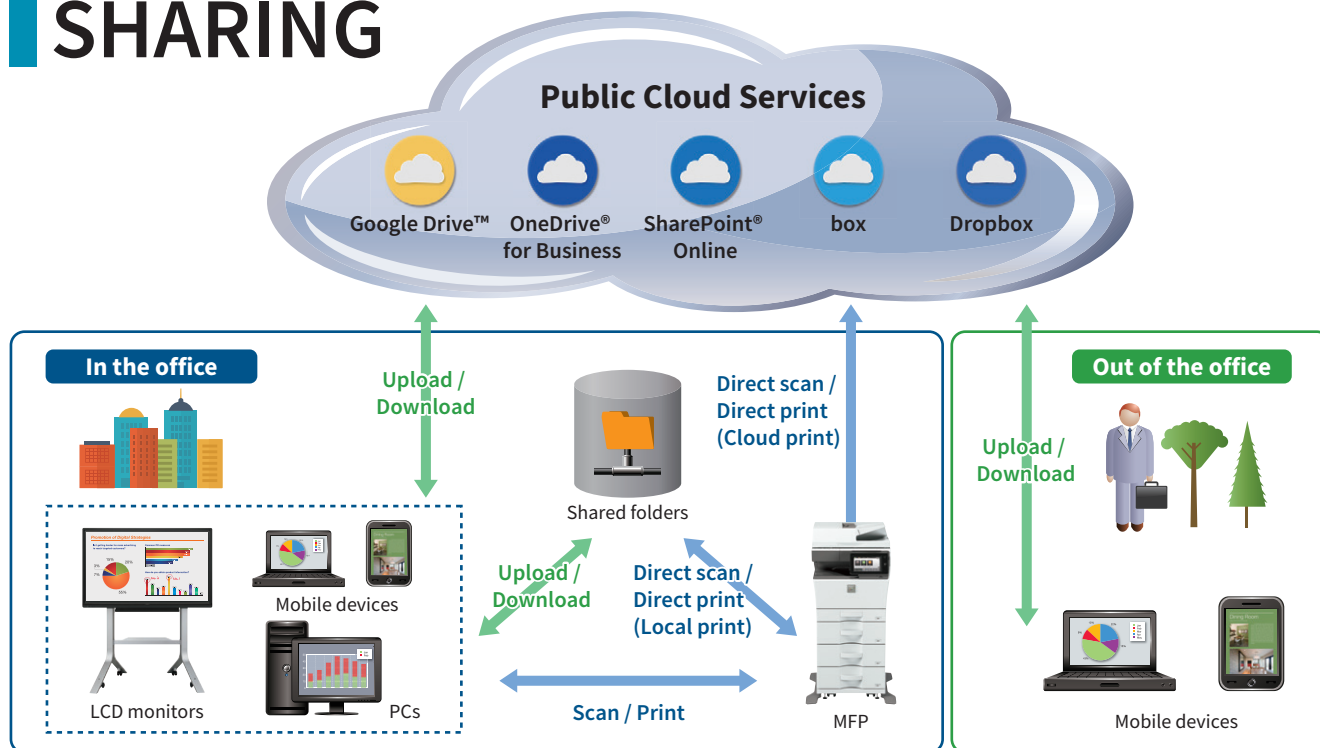 SHARING
Public Cloud Services
Google Drive™
OneDrive®
for Business
SharePoint®
Online
box
Dropbox
In the office
Upload /
Download
Shared folders
Direct scan /
Direct print
(Cloud print)
Upload /
Download
Direct scan /
Direct print
(Local print)
Scan / Print
LCD monitors
Mobile devices
PCs
MFP
Out of the office
Upload /
Download
Mobile devices